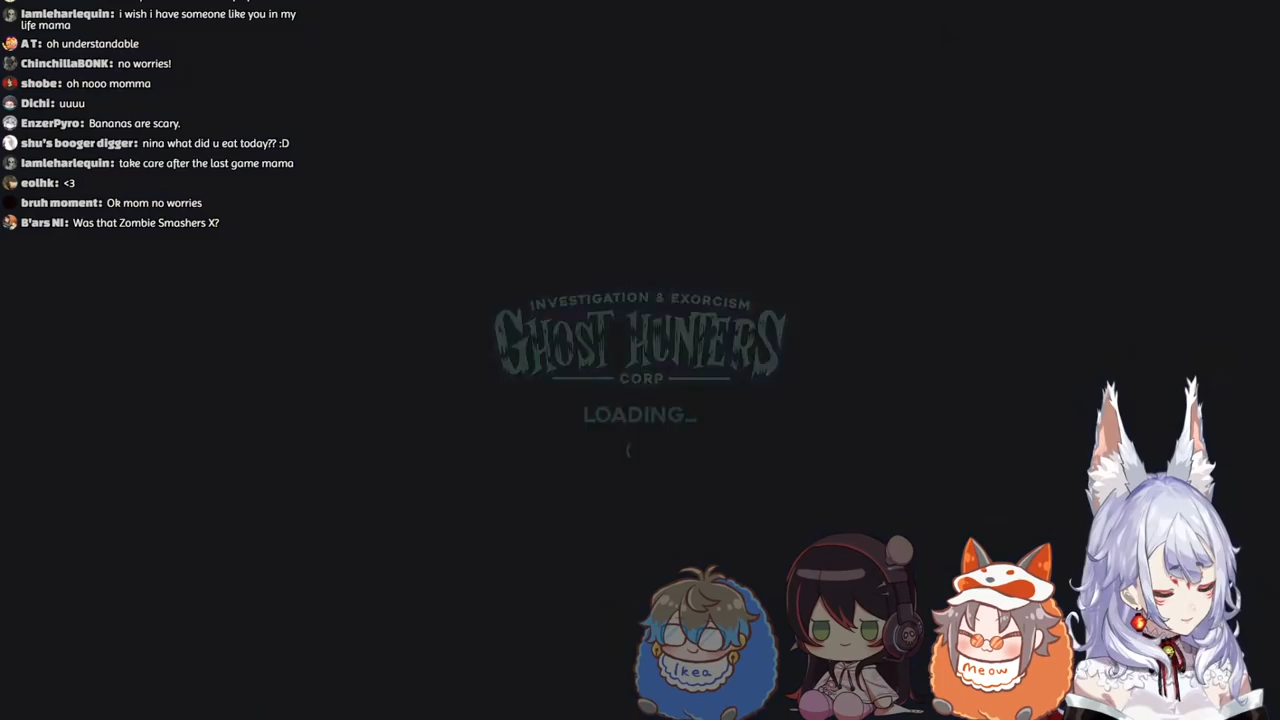 Iamleharlequin: i wish i have someone like you in my
life mama
A T: oh understandable
ChinchillaBONK: no worries!
shobe: oh nooo momma
Dichi: uuuu
EnzerPyro: Bananas are scary.
shu's booger digger: nina what did u eat today?? :D
Iamleharlequin: take care after the last game mama
eolhk: <3
bruh moment: Ok mom no worries
B'ars NI: Was that Zombie Smashers X?
INVESTIGATION & EXORCISM
GHOST HUNTERS
CORP
LOADING...
Ikea
meow